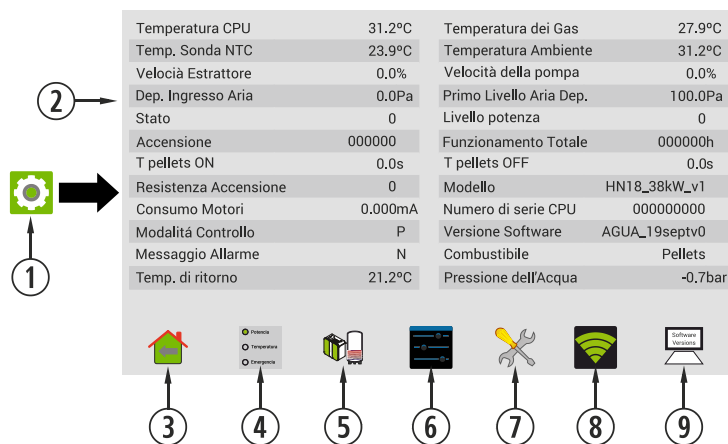 Temperatura CPU 31.2ºC Temperatura dei Gas 27.9ºC
Temp. Sonda NTC 23.9ºC Temperatura Ambiente 31.2ºC
Velocià Estrattore 0.0% Velocità della pompa 0.0%
Dep. Ingresso Aria 0.0Pa Primo Livello Aria Dep. 100.0Pa
Stato 0 Livello potenza 0
Accensione 000000 Funzionamento Totale 000000h
T pellets ON 0.0s T pellets OFF 0.0s
Resistenza Accensione 0 Modello HN18_38kW_v1
Consumo Motori 0.000mA Numero di serie CPU 000000000
Modalitá Controllo P Versione Software AGUA_19septv0
Messaggio Allarme N Combustibile Pellets
Temp. di ritorno 21.2ºC Pressione dell'Acqua -0.7bar
2
1
Potencia
Temperatura
Emergencia
Software
Versions
3 4 5 6 7 8 9